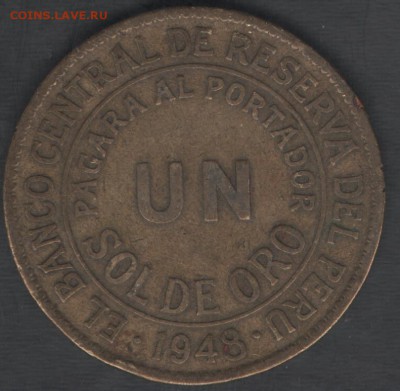 COINS.LAVE.RU
EL BANCO CENTRAL DE RESERVA DEL PERU
PAGARA AL PORTADOR
UN
SOL DE ORO
· 1948 ·